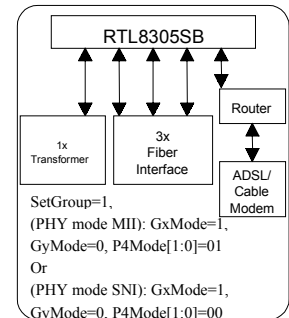 RTL8305SB
Router
1x
Transformer
3x
Fiber
Interface
ADSL/
Cable
Modem
SetGroup=1,
(PHY mode MII): GxMode=1,
GyMode=0, P4Mode[1:0]=01
Or
(PHY mode SNI): GxMode=1,
GyMode=0, P4Mode[1:0]=00